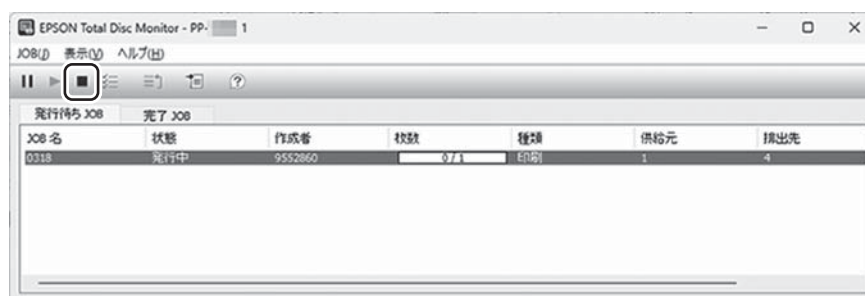 EPSON Total Disc Monitor - PP- 1
JOB(J) 表示(V) ヘルプ(H)
発行待ち JOB 完了 JOB
JOB 名 状態 作成者 枚数 種類 供給元 排出先
0318 発行中 9552860 0 / 1 印刷 1 4